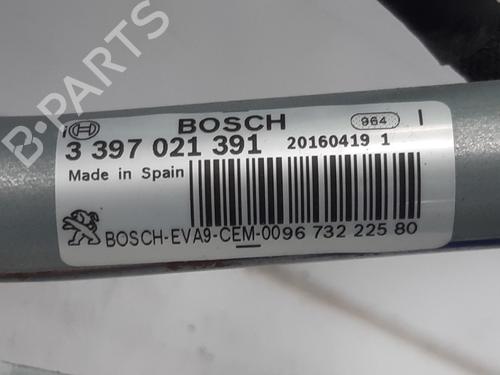 B-PARTS
BOSCH 964 I
3 397 021 391 20160419 1
Made in Spain
BOSCH-EVA9-CEM-0096 732 225 80